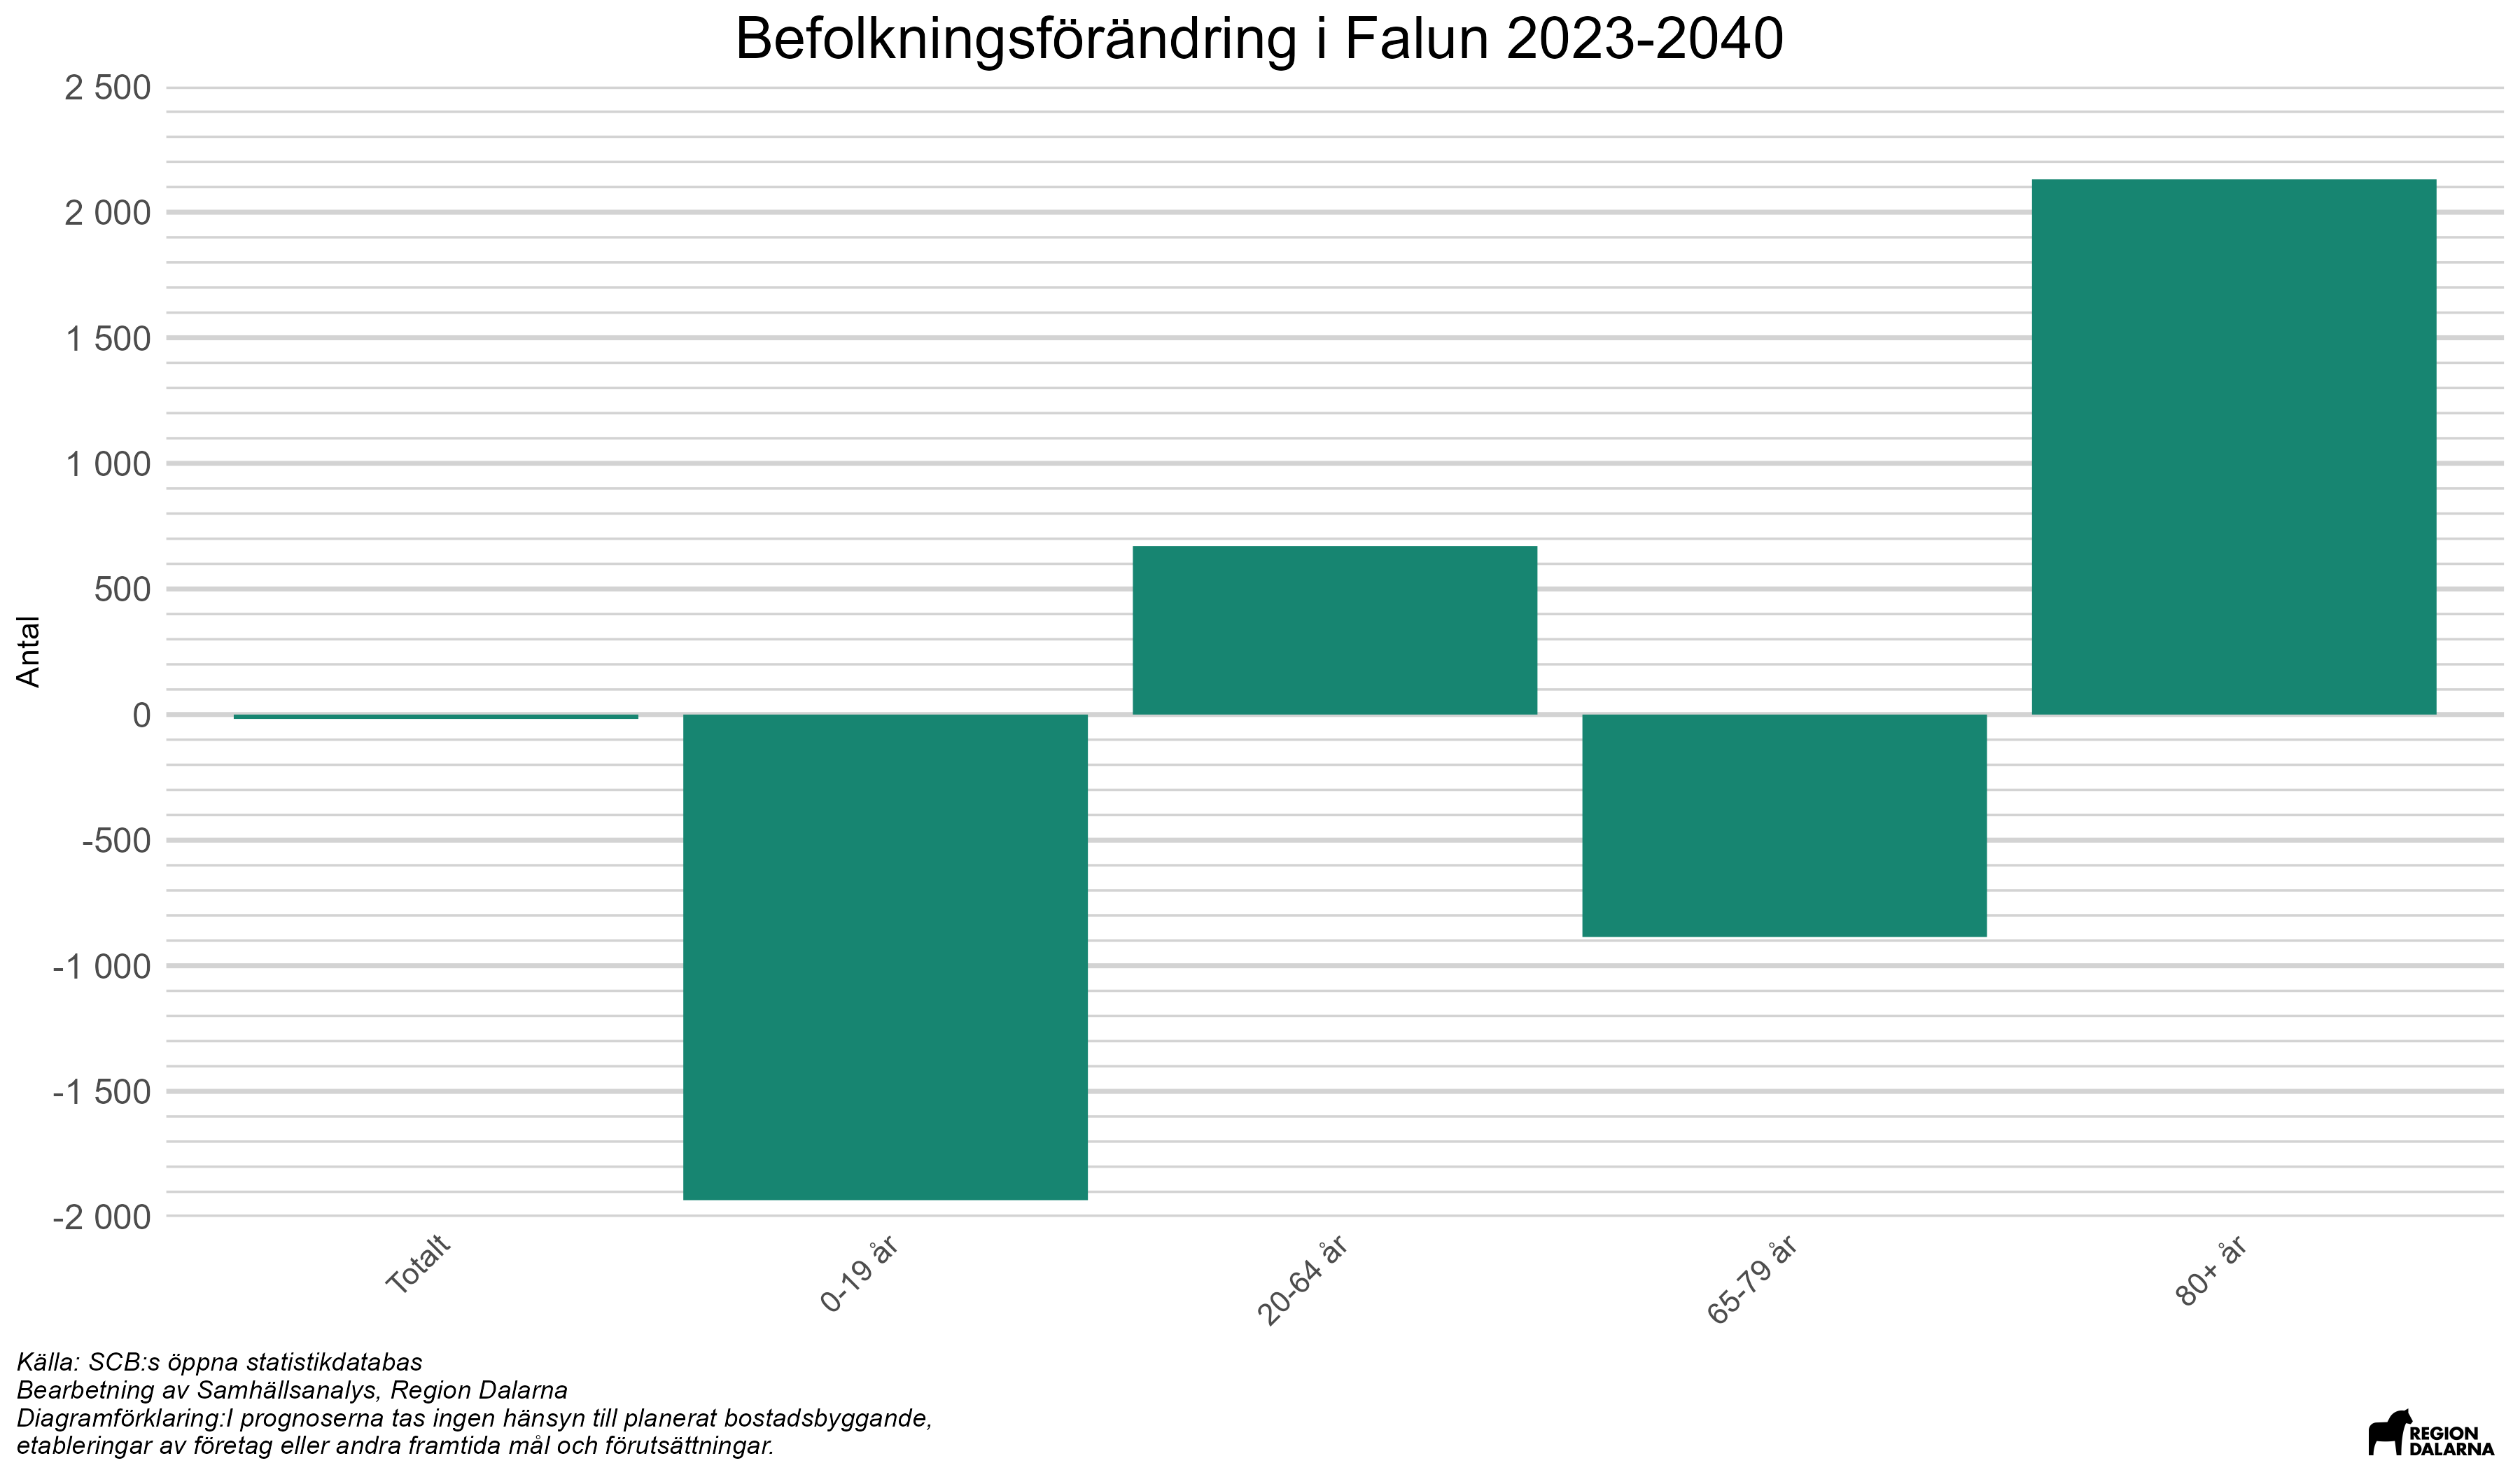 Befolkningsförändring i Falun 2023-2040
2 500
2 000
1 500
1 000
500
0
-500
-1 000
-1 500
-2 000
Antal
Totalt
0-19 år
20-64 år
65-79 år
80+ år
Källa: SCB:s öppna statistikdatabas
Bearbetning av Samhällsanalys, Region Dalarna
Diagramförklaring:I prognoserna tas ingen hänsyn till planerat bostadsbyggande,
etableringar av företag eller andra framtida mål och förutsättningar.
REGION
DALARNA